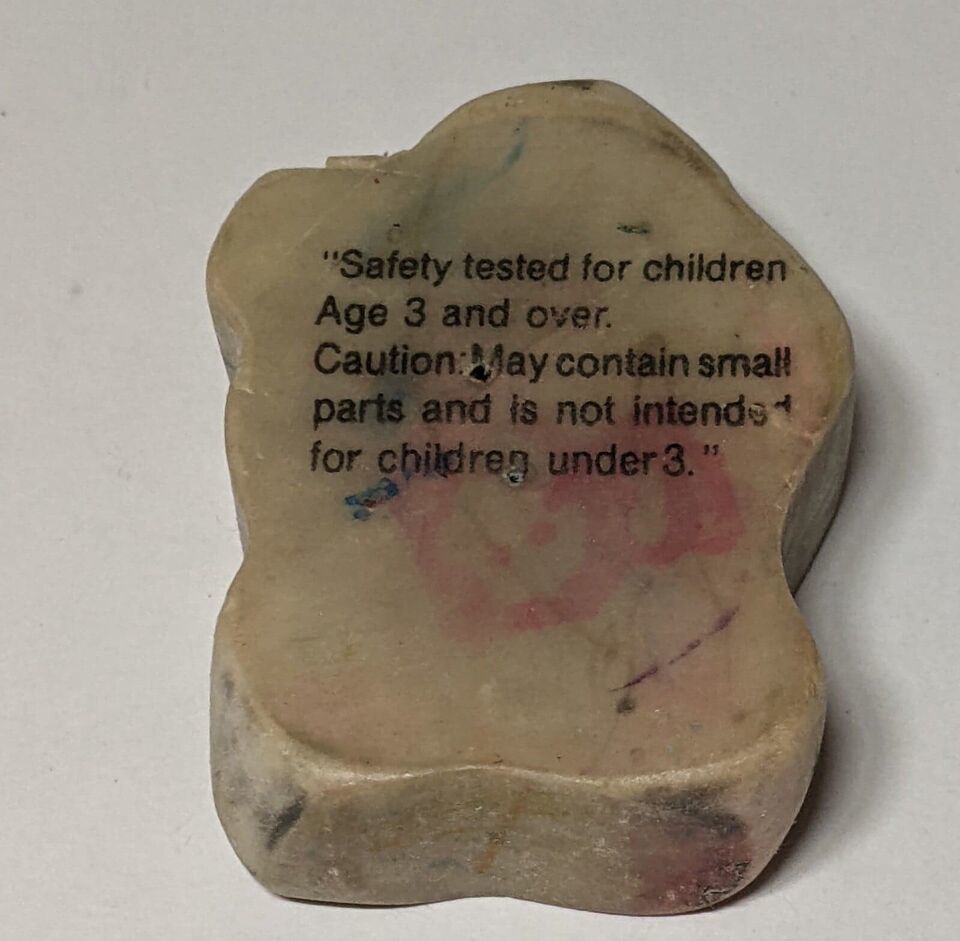 "Safety tested for children
Age 3 and over.
Caution: May contain small
parts and is not intended
for children under 3."